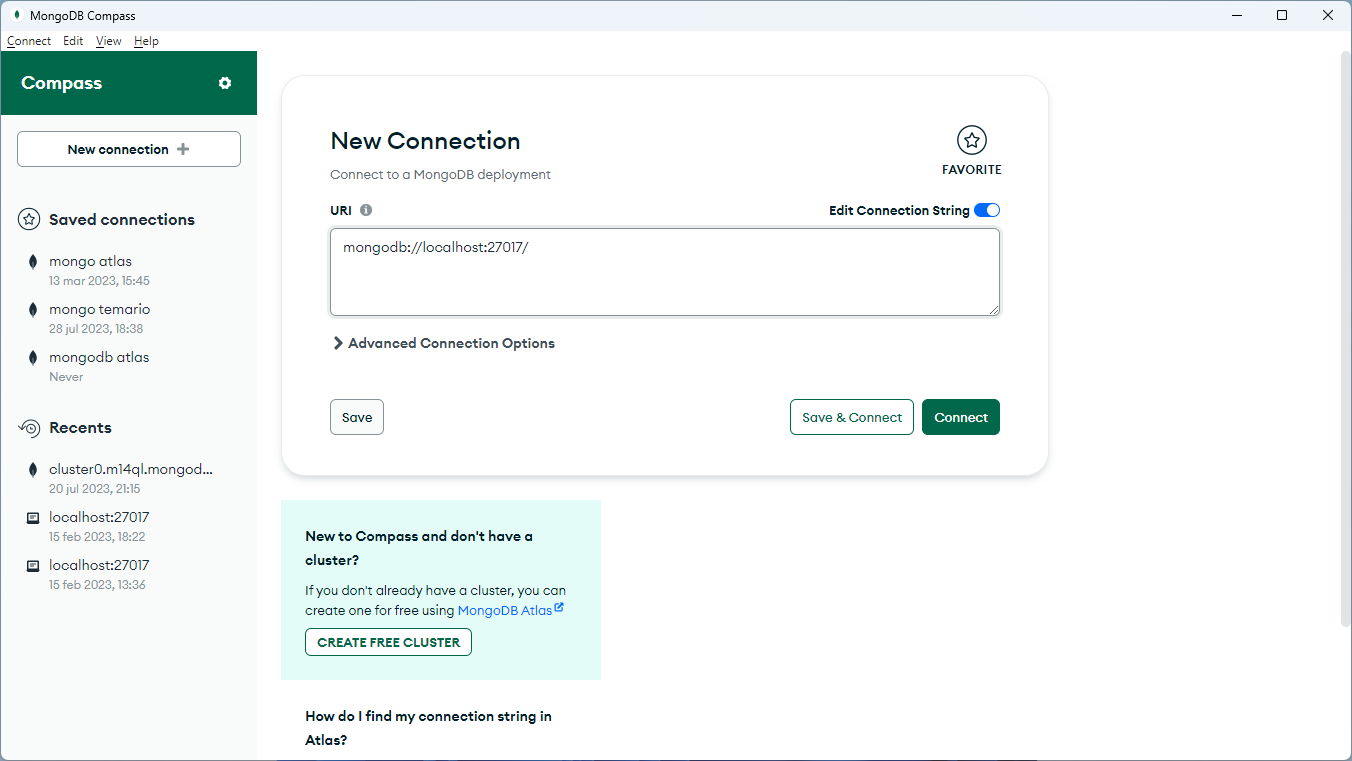 MongoDB Compass
Connect Edit View Help
Compass
New connection
Saved connections
mongo atlas
13 mar 2023, 15:45
mongo temario
28 jul 2023, 18:38
mongodb atlas
Never
Recents
cluster0.m14ql.mongod...
20 jul 2023, 21:15
localhost:27017
15 feb 2023, 18:22
localhost:27017
15 feb 2023, 13:36
New Connection
FAVORITE
Connect to a MongoDB deployment
URI
Edit Connection String
mongodb://localhost:27017/
Advanced Connection Options
Save
Save & Connect
Connect
New to Compass and don't have a
cluster?
If you don't already have a cluster, you can
create one for free using MongoDB Atlas
CREATE FREE CLUSTER
How do I find my connection string in
Atlas?